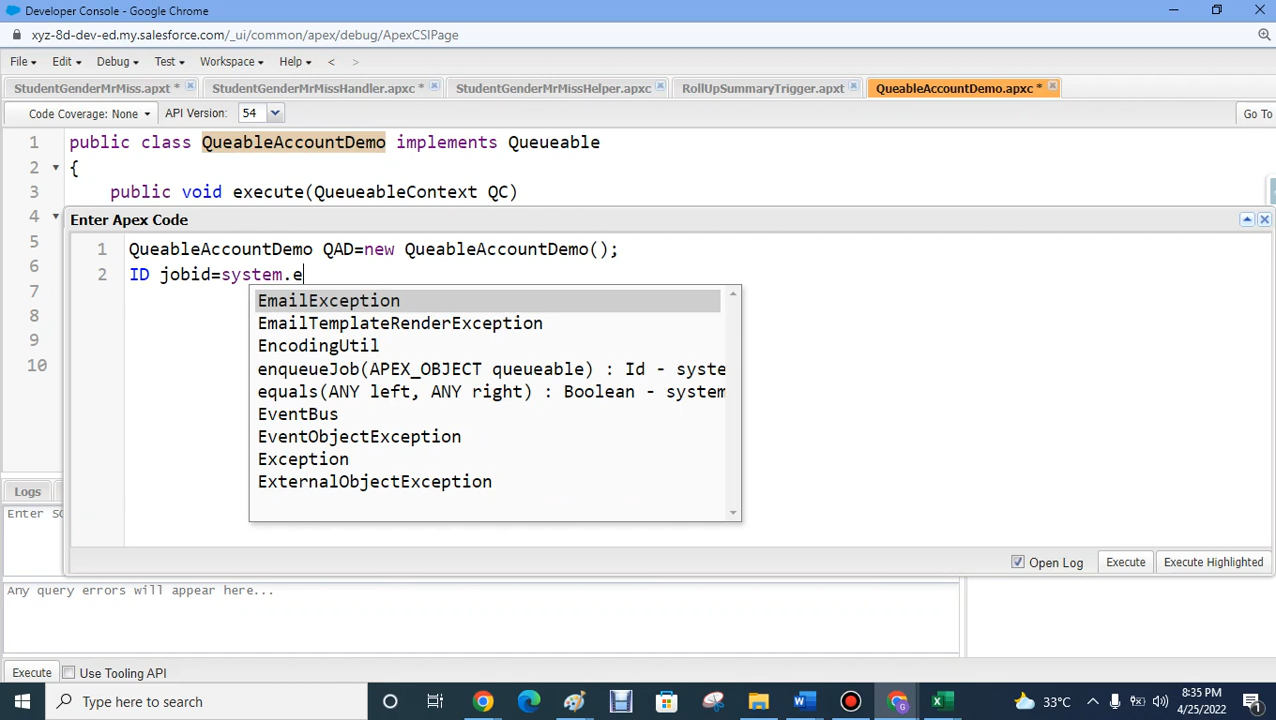 Developer Console - Google Chrome
xyz-8d-dev-ed.my.salesforce.com/_ui/common/apex/debug/ApexCSIPage
File Edit Debug Test Workspace Help < >
StudentGenderMrMiss.apxt * StudentGenderMrMissHandler.apxc * StudentGenderMrMissHelper.apxc RollUpSummaryTrigger.apxt QueableAccountDemo.apxc *
Code Coverage: None API Version: 54 Go To
1 public class QueableAccountDemo implements Queueable
2 {
3 public void execute(QueueableContext QC)
4
5
6
7
8
9
10
Enter Apex Code
1 QueableAccountDemo QAD=new QueableAccountDemo();
2 ID jobid=system.e
EmailException
EmailTemplateRenderException
EncodingUtil
enqueueJob(APEX_OBJECT queueable) : Id - syste
equals(ANY left, ANY right) : Boolean - system
EventBus
EventObjectException
Exception
ExternalObjectException
Logs
Enter SO
Open Log Execute Execute Highlighted
Any query errors will appear here...
Execute Use Tooling API
Type here to search
33°C
8:35 PM
4/25/2022
1